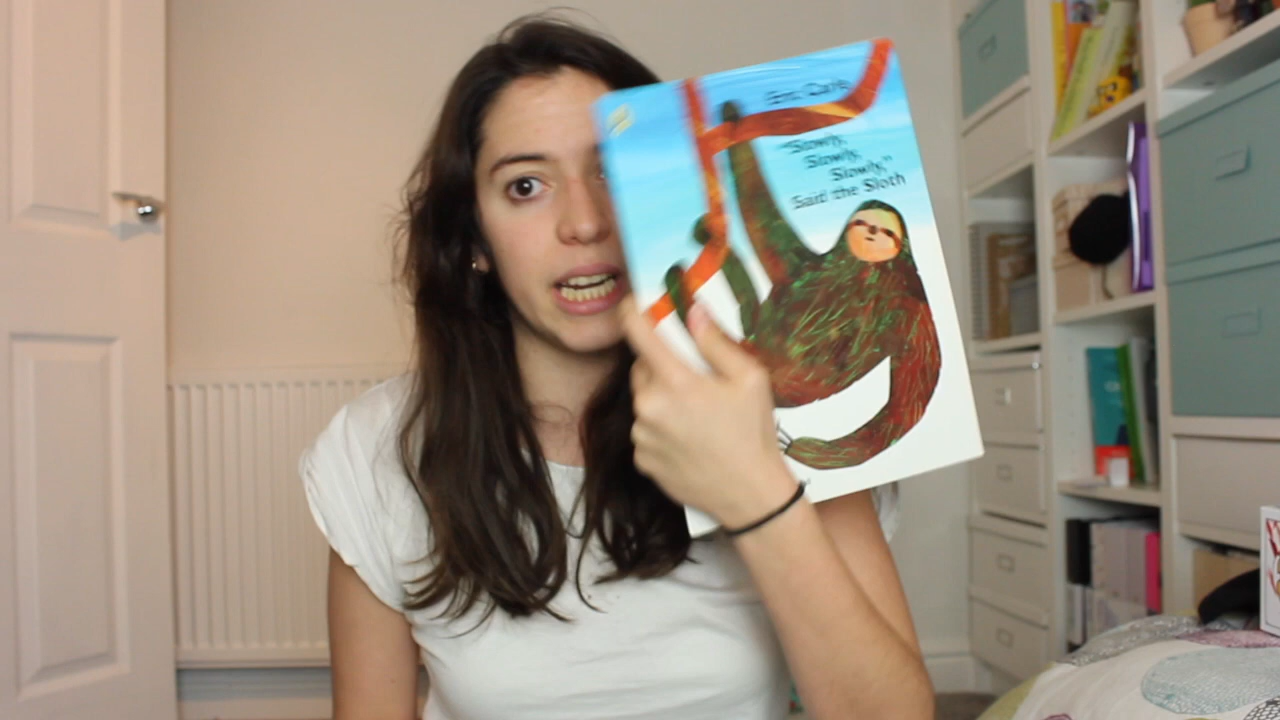 Eric Carle
"Slowly,
Slowly,
Slowly,"
Said the Sloth